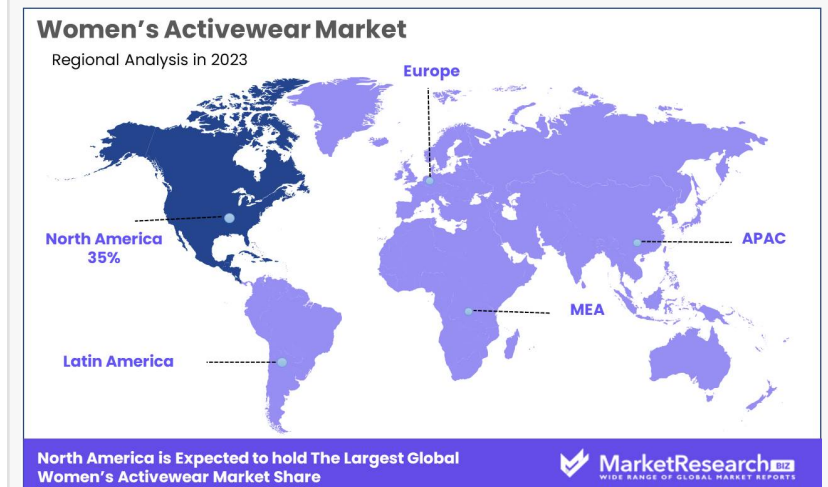 Women's Activewear Market
Regional Analysis in 2023
Europe
North America
35%
APAC
MEA
Latin America
North America is Expected to hold The Largest Global
Women's Activewear Market Share
MarketResearch BIZ
WIDE RANGE OF GLOBAL MARKET REPORTS